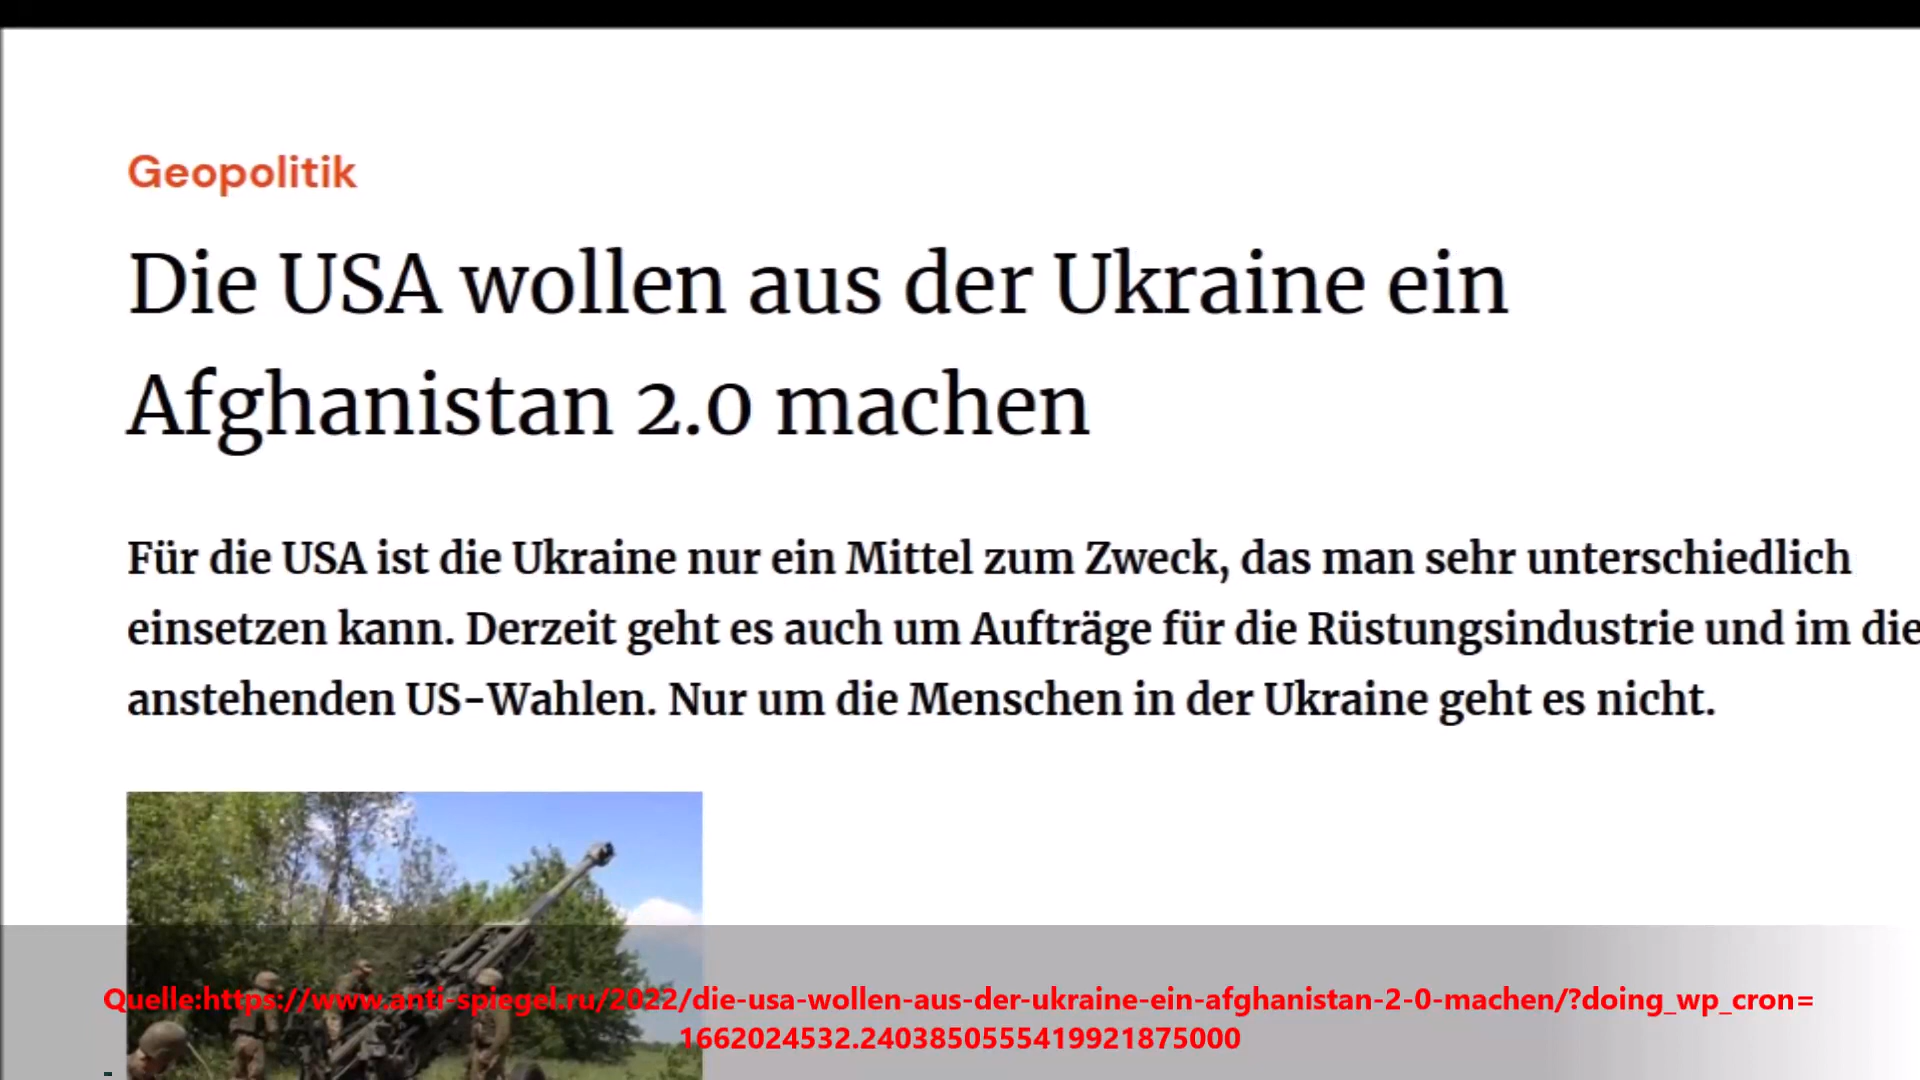 Geopolitik
Die USA wollen aus der Ukraine ein
Afghanistan 2.0 machen
Für die USA ist die Ukraine nur ein Mittel zum Zweck, das man sehr unterschiedlich
einsetzen kann. Derzeit geht es auch um Aufträge für die Rüstungsindustrie und im die
anstehenden US-Wahlen. Nur um die Menschen in der Ukraine geht es nicht.
Quelle:https://www.anti-spiegel.ru/2022/die-usa-wollen-aus-der-ukraine-ein-afghanistan-2-0-machen/?doing_wp_cron=
1662024532.2403850555419921875000